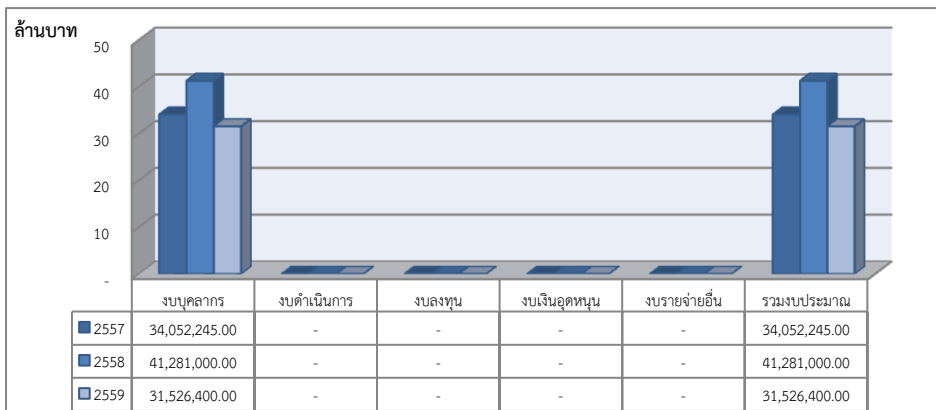 ล้านบาท
50
40
30
20
10
-
งบบุคลากร งบดำเนินการ งบลงทุน งบเงินอุดหนุน งบรายจ่ายอื่น รวมงบประมาณ
2557 34,052,245.00 - - - - 34,052,245.00
2558 41,281,000.00 - - - - 41,281,000.00
2559 31,526,400.00 - - - - 31,526,400.00